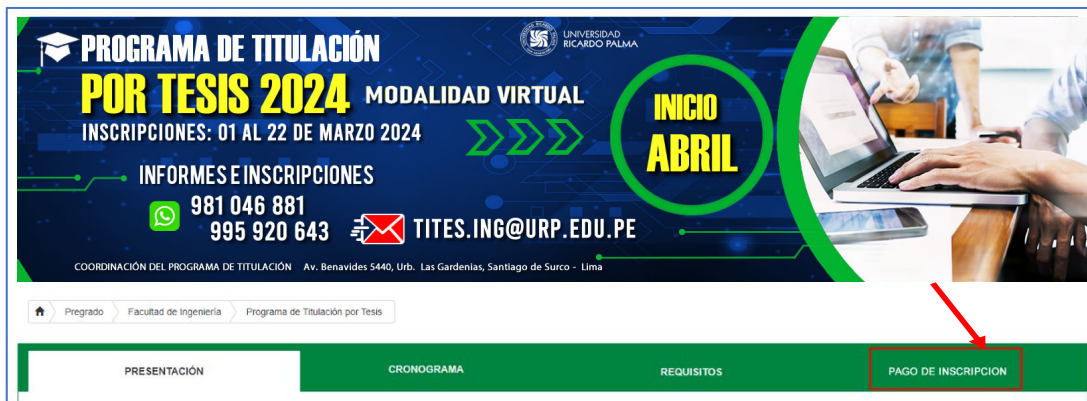 PROGRAMA DE TITULACIÓN
POR TESIS 2024 MODALIDAD VIRTUAL
INSCRIPCIONES: 01 AL 22 DE MARZO 2024
UNIVERSIDAD
RICARDO PALMA
INICIO
ABRIL
INFORMES E INSCRIPCIONES
981 046 881
995 920 643
TITES.ING@URP.EDU.PE
COORDINACIÓN DEL PROGRAMA DE TITULACIÓN Av. Benavides 5440, Urb. Las Gardenias, Santiago de Surco - Lima
Pregrado Facultad de Ingeniería Programa de Titulación por Tesis
PRESENTACIÓN CRONOGRAMA REQUISITOS PAGO DE INSCRIPCION